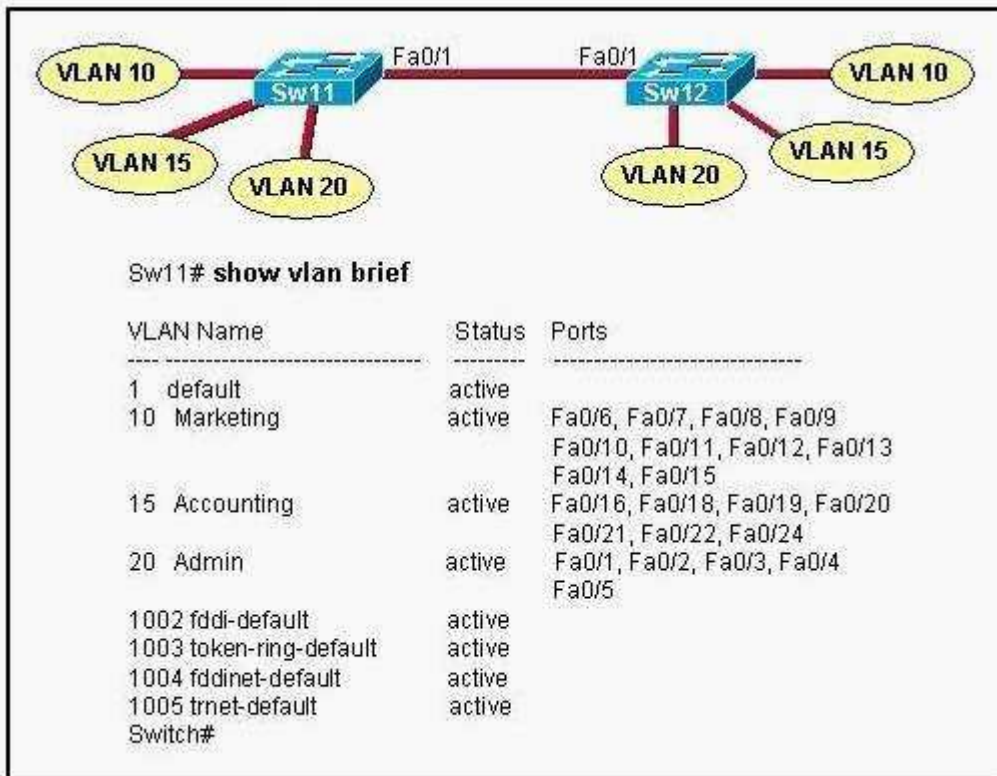 Fa0/1 Fa0/1
VLAN 10 Sw11 Sw12 VLAN 10
VLAN 15 VLAN 20 VLAN 20 VLAN 15
Sw11# show vlan brief
VLAN Name Status Ports
---- ------------------------------- --------- ------------------------------
1 default active
10 Marketing active Fa0/6, Fa0/7, Fa0/8, Fa0/9
Fa0/10, Fa0/11, Fa0/12, Fa0/13
Fa0/14, Fa0/15
15 Accounting active Fa0/16, Fa0/18, Fa0/19, Fa0/20
Fa0/21, Fa0/22, Fa0/24
20 Admin active Fa0/1, Fa0/2, Fa0/3, Fa0/4
Fa0/5
1002 fddi-default active
1003 token-ring-default active
1004 fddinet-default active
1005 trnet-default active
Switch#